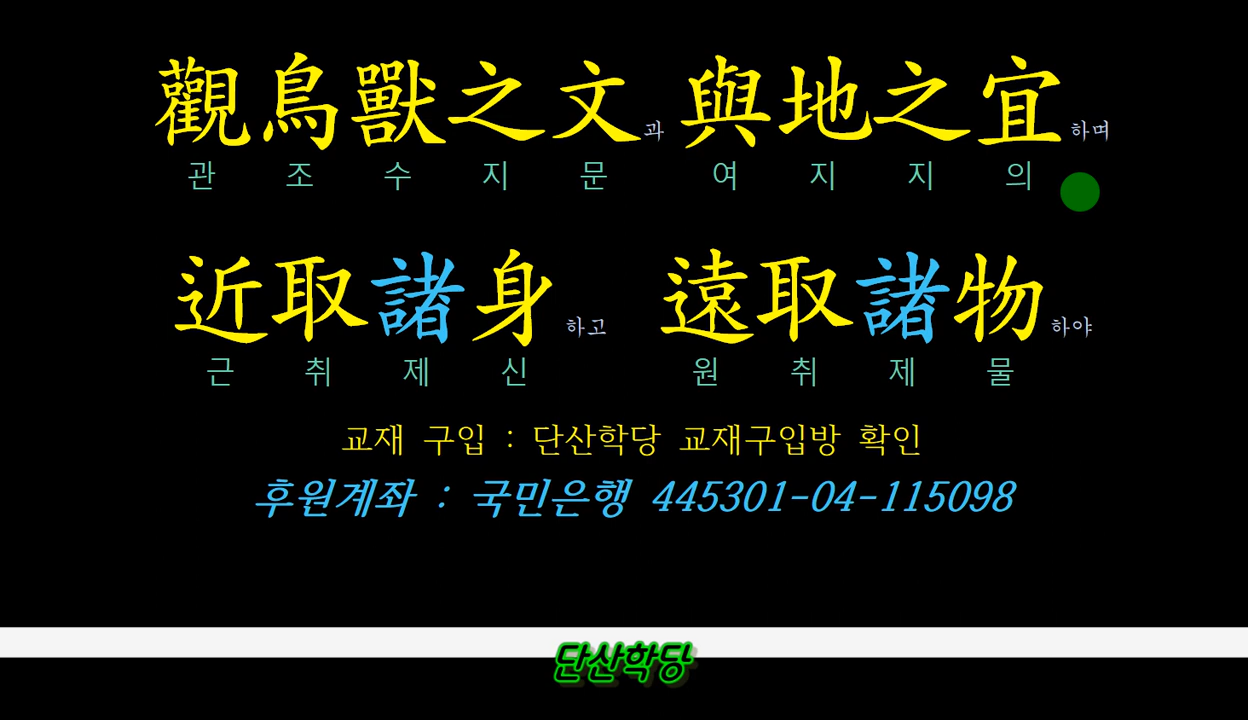 觀鳥獸之文과 與地之宜하며
관 조 수 지 문 여 지 지 의
近取諸身하고 遠取諸物하야
근 취 제 신 원 취 제 물
교재 구입 : 단산학당 교재구입방 확인
후원계좌 : 국민은행 445301-04-115098
단산학당